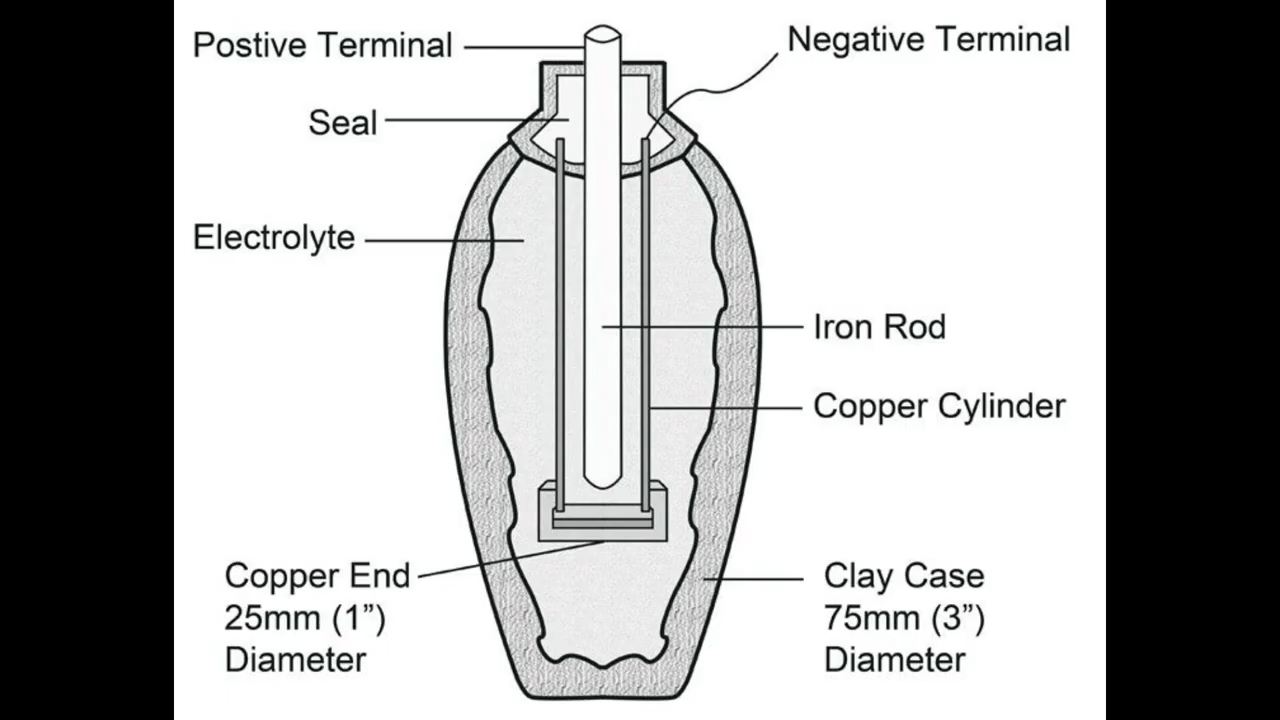 Postive Terminal
Negative Terminal
Seal
Electrolyte
Iron Rod
Copper Cylinder
Copper End
25mm (1”)
Diameter
Clay Case
75mm (3”)
Diameter